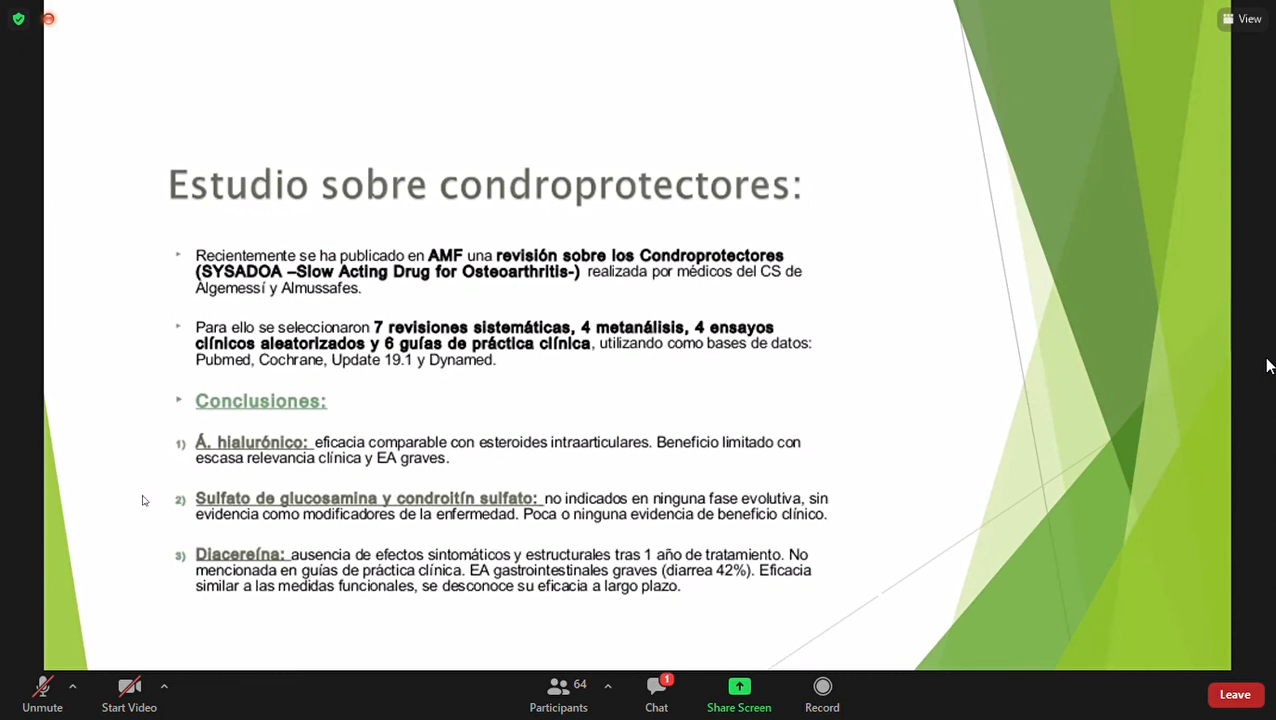 View
Estudio sobre condroprotectores:
Recientemente se ha publicado en AMF una revisión sobre los Condroprotectores
(SYSADOA –Slow Acting Drug for Osteoarthritis-) realizada por médicos del CS de
Algemessí y Almussafes.
Para ello se seleccionaron 7 revisiones sistemáticas, 4 metanálisis, 4 ensayos
clínicos aleatorizados y 6 guías de práctica clínica, utilizando como bases de datos:
Pubmed, Cochrane, Update 19.1 y Dynamed.
Conclusiones:
1) Á. hialurónico: eficacia comparable con esteroides intraarticulares. Beneficio limitado con
escasa relevancia clínica y EA graves.
2) Sulfato de glucosamina y condroitín sulfato: no indicados en ninguna fase evolutiva, sin
evidencia como modificadores de la enfermedad. Poca o ninguna evidencia de beneficio clínico.
3) Diacereína: ausencia de efectos sintomáticos y estructurales tras 1 año de tratamiento. No
mencionada en guías de práctica clínica. EA gastrointestinales graves (diarrea 42%). Eficacia
similar a las medidas funcionales, se desconoce su eficacia a largo plazo.
64
1
Unmute
Start Video
Participants
Chat
Share Screen
Record
Leave